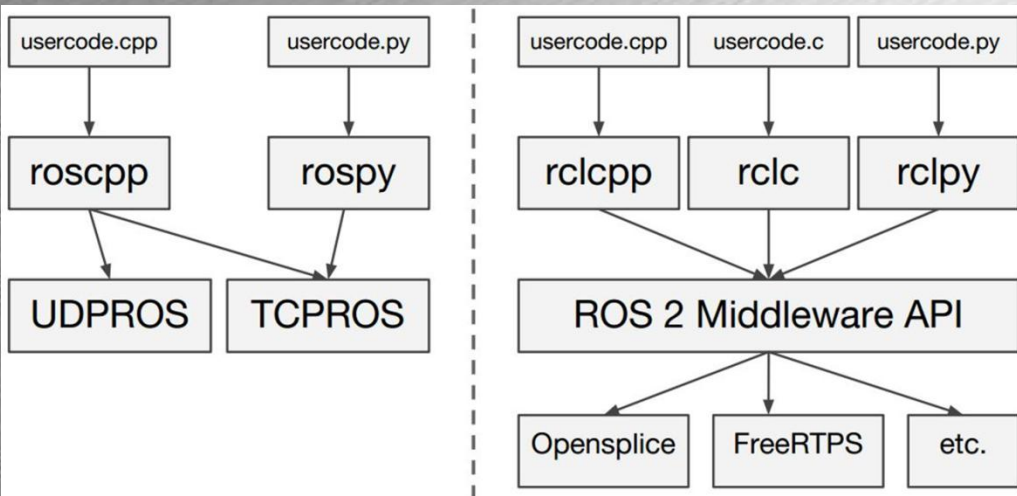 usercode.cpp
usercode.py
roscpp
rospy
UDPROS
TCPROS
usercode.cpp
usercode.c
usercode.py
rclcpp
rclc
rclpy
ROS 2 Middleware API
Opensplice
FreeRTPS
etc.